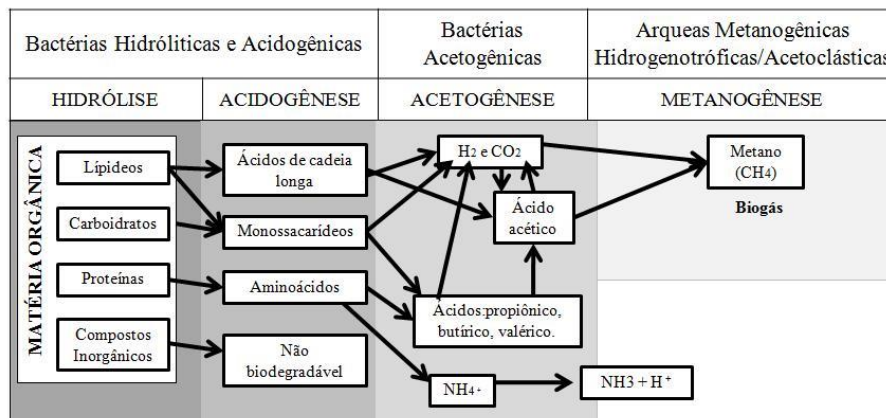 Bactérias Hidrólíticas e Acidogênicas
Bactérias
Acetogênicas
Arqueas Metanogênicas
Hidrogenotróficas/Acetoclásticas
HIDRÓLISE
ACIDOGÊNESE
ACETOGÊNESE
METANOGÊNESE
MATÉRIA ORGÂNICA
Lípideos
Carboidratos
Proteínas
Compostos
Inorgânicos
Ácidos de cadeia
longa
Monossacarídeos
Aminoácidos
Não
biodegradável
H2 e CO2
Ácido
acético
Ácidos:propiônico,
butírico, valérico.
NH4+
Metano
(CH4)
Biogás
NH3 + H+